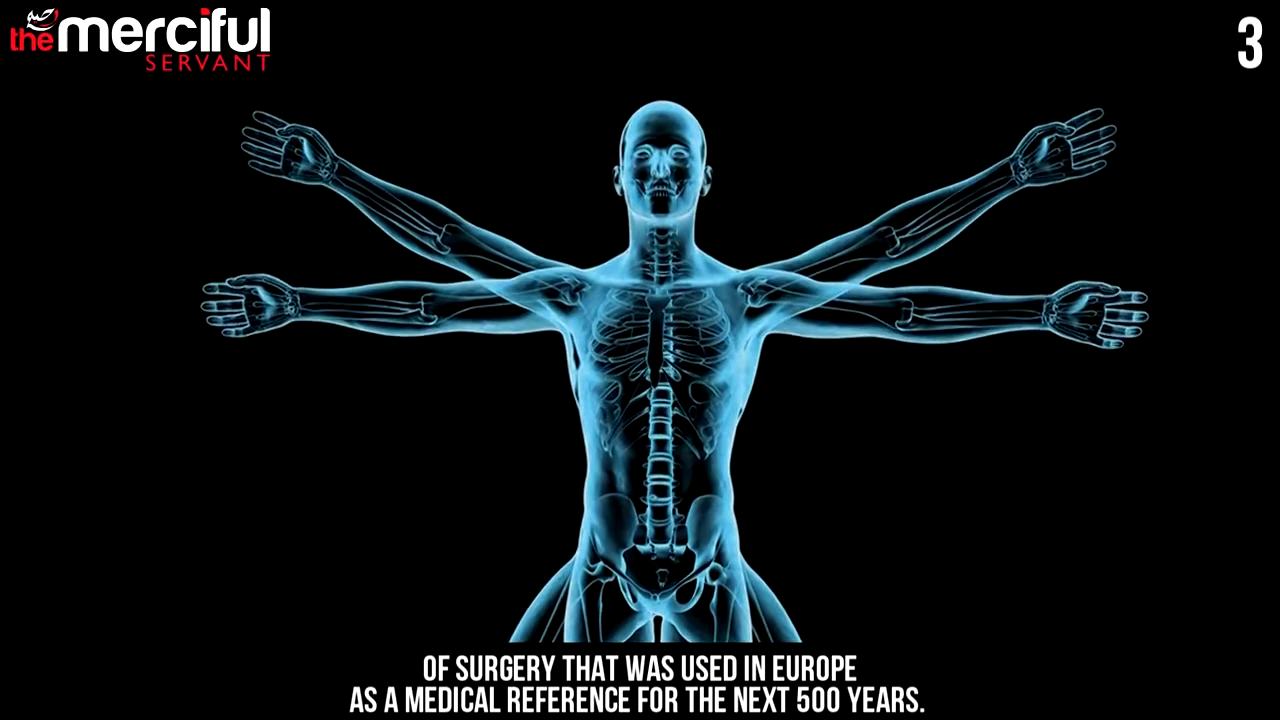 the merciful
SERVANT
3
OF SURGERY THAT WAS USED IN EUROPE
AS A MEDICAL REFERENCE FOR THE NEXT 500 YEARS.